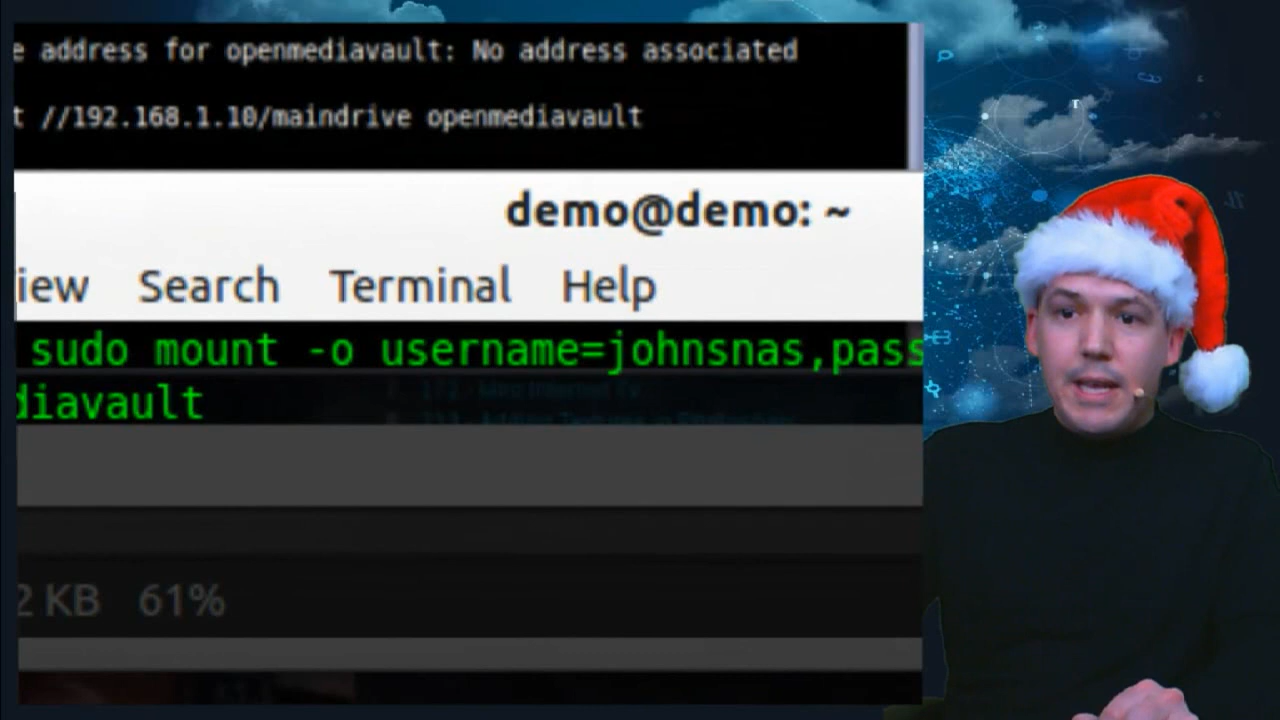 e address for openmediavault: No address associated
t //192.168.1.10/maindrive openmediavault
demo@demo: ~
iew Search Terminal Help
sudo mount -o username=johnsnas,pass
diavault
2 KB 61%